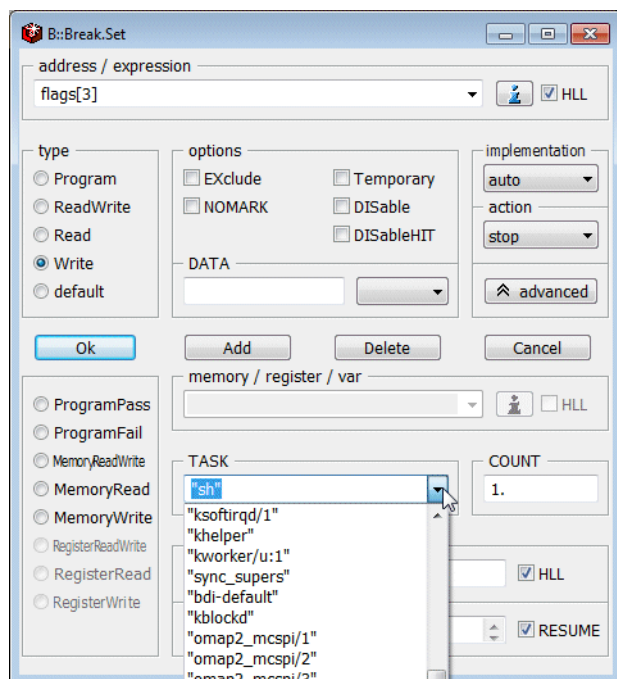 B::Break.Set
address / expression
flags[3]
i HLL
type
options
implementation
Program
EXclude
Temporary
auto
ReadWrite
NOMARK
DISable
action
Read
DISableHIT
stop
Write
DATA
default
advanced
Ok
Add
Delete
Cancel
memory / register / var
ProgramPass
i HLL
ProgramFail
MemoryReadWrite
TASK
COUNT
MemoryRead
"sh"
1.
MemoryWrite
"ksoftirqd/1"
"khelper"
RegisterReadWrite
"kworker/u:1"
RegisterRead
"sync_supers"
HLL
RegisterWrite
"bdi-default"
"kblockd"
"omap2_mcspi/1"
RESUME
"omap2_mcspi/2"
"omap2_mcspi/3"